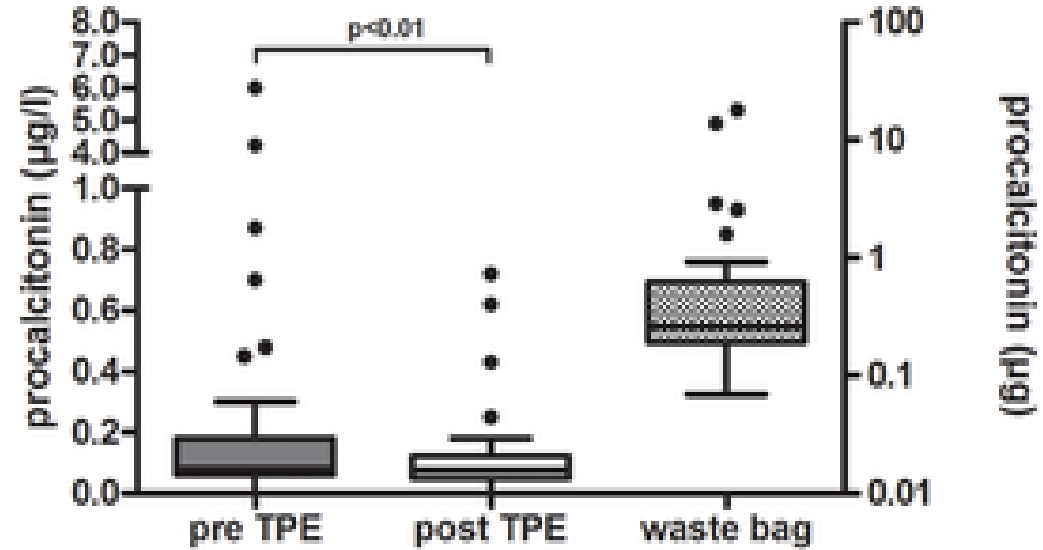 p<0.01
procalcitonin (µg/l)
8.0
7.0
6.0
5.0
4.0
1.0
0.8
0.6
0.4
0.2
0.0
100
10
1
0.1
0.01
procalcitonin (µg)
pre TPE
post TPE
waste bag